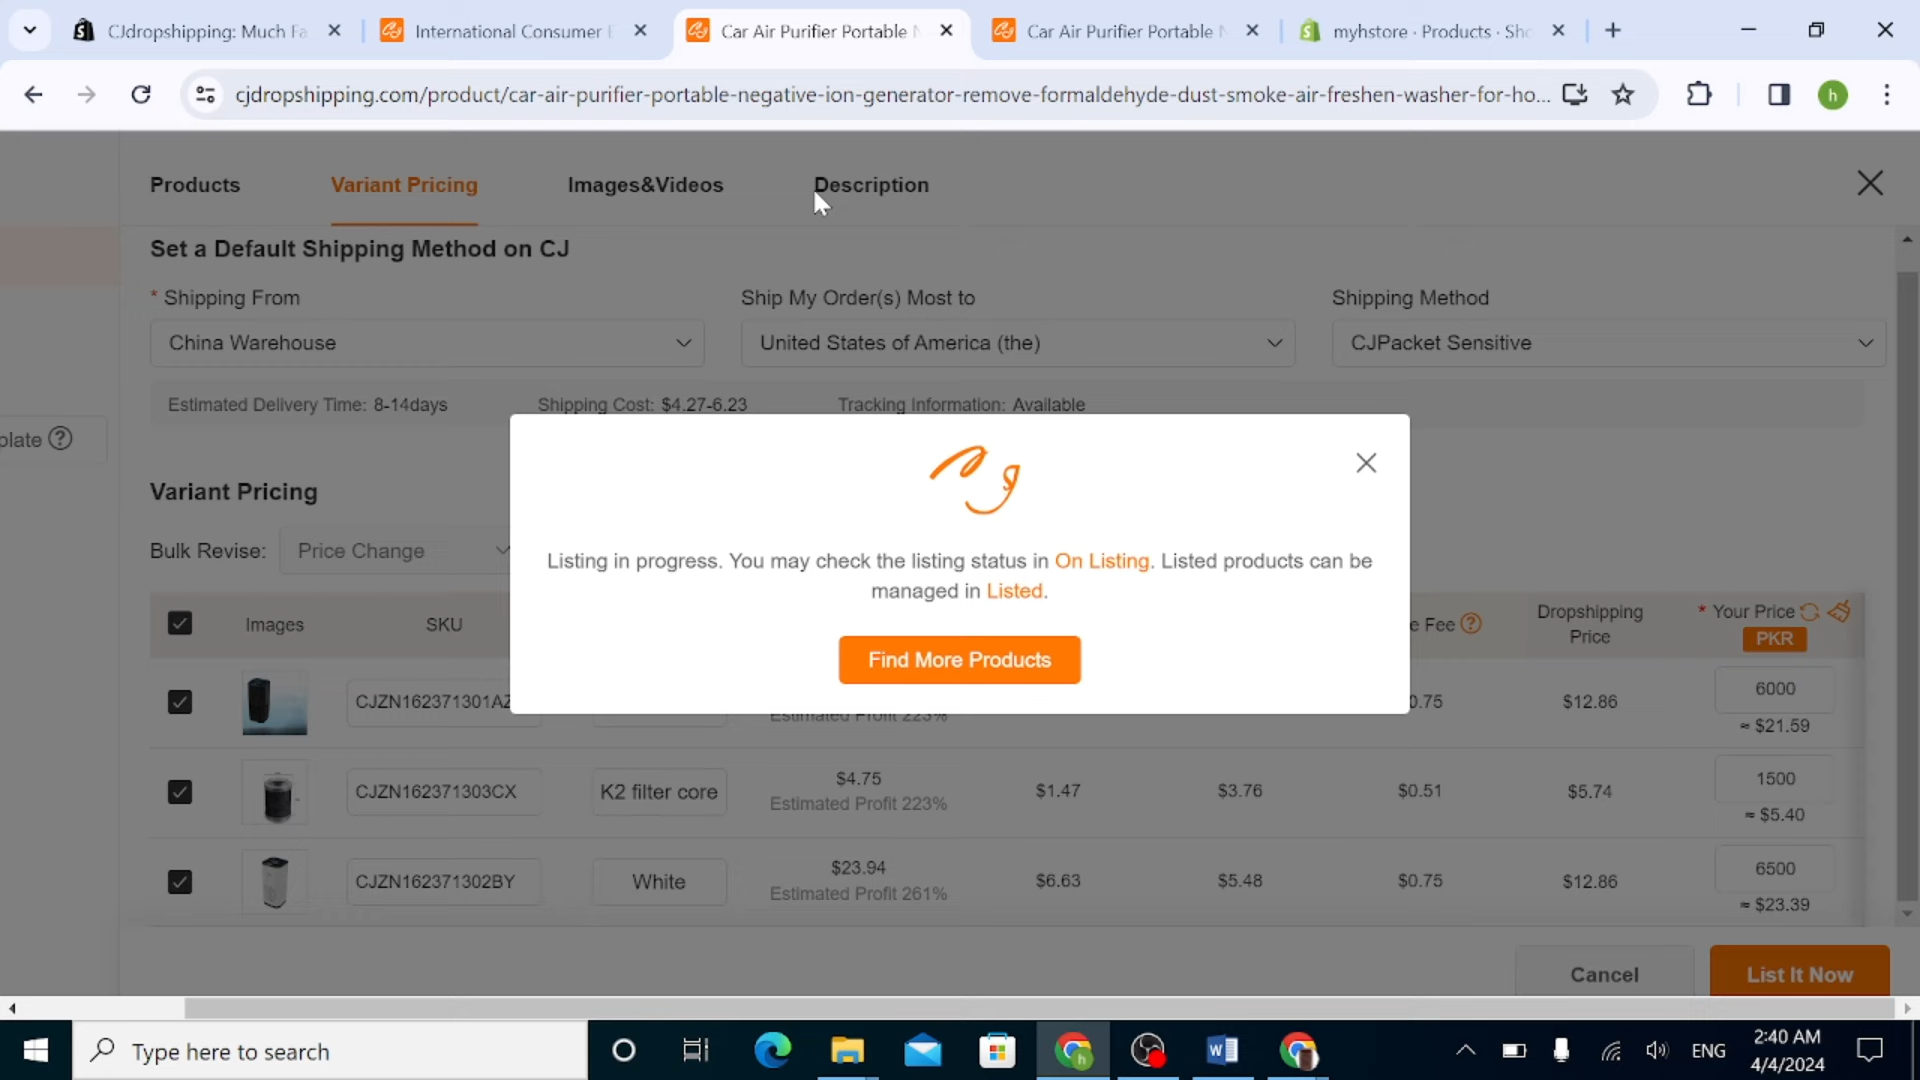 CJdropshipping: Much Fa
International Consumer E
Car Air Purifier Portable N
Car Air Purifier Portable N
myhstore · Products · Sho
cjdropshipping.com/product/car-air-purifier-portable-negative-ion-generator-remove-formaldehyde-dust-smoke-air-freshen-washer-for-ho...
h
Products
Variant Pricing
Images&Videos
Description
Set a Default Shipping Method on CJ
* Shipping From
Ship My Order(s) Most to
Shipping Method
China Warehouse
United States of America (the)
CJPacket Sensitive
Estimated Delivery Time: 8-14days
Shipping Cost: $4.27-6.23
Tracking Information: Available
plate ?
Variant Pricing
Bulk Revise: Price Change
Listing in progress. You may check the listing status in On Listing. Listed products can be
managed in Listed.
Find More Products
Images
SKU
e Fee ?
Dropshipping
Price
* Your Price
PKR
CJZN162371301AZ
Estimated Profit 223%
0.75
$12.86
6000
≈ $21.59
CJZN162371303CX
K2 filter core
$4.75
Estimated Profit 223%
$1.47
$3.76
$0.51
$5.74
1500
≈ $5.40
CJZN162371302BY
White
$23.94
Estimated Profit 261%
$6.63
$5.48
$0.75
$12.86
6500
≈ $23.39
Cancel
List It Now
Type here to search
ENG
2:40 AM
4/4/2024